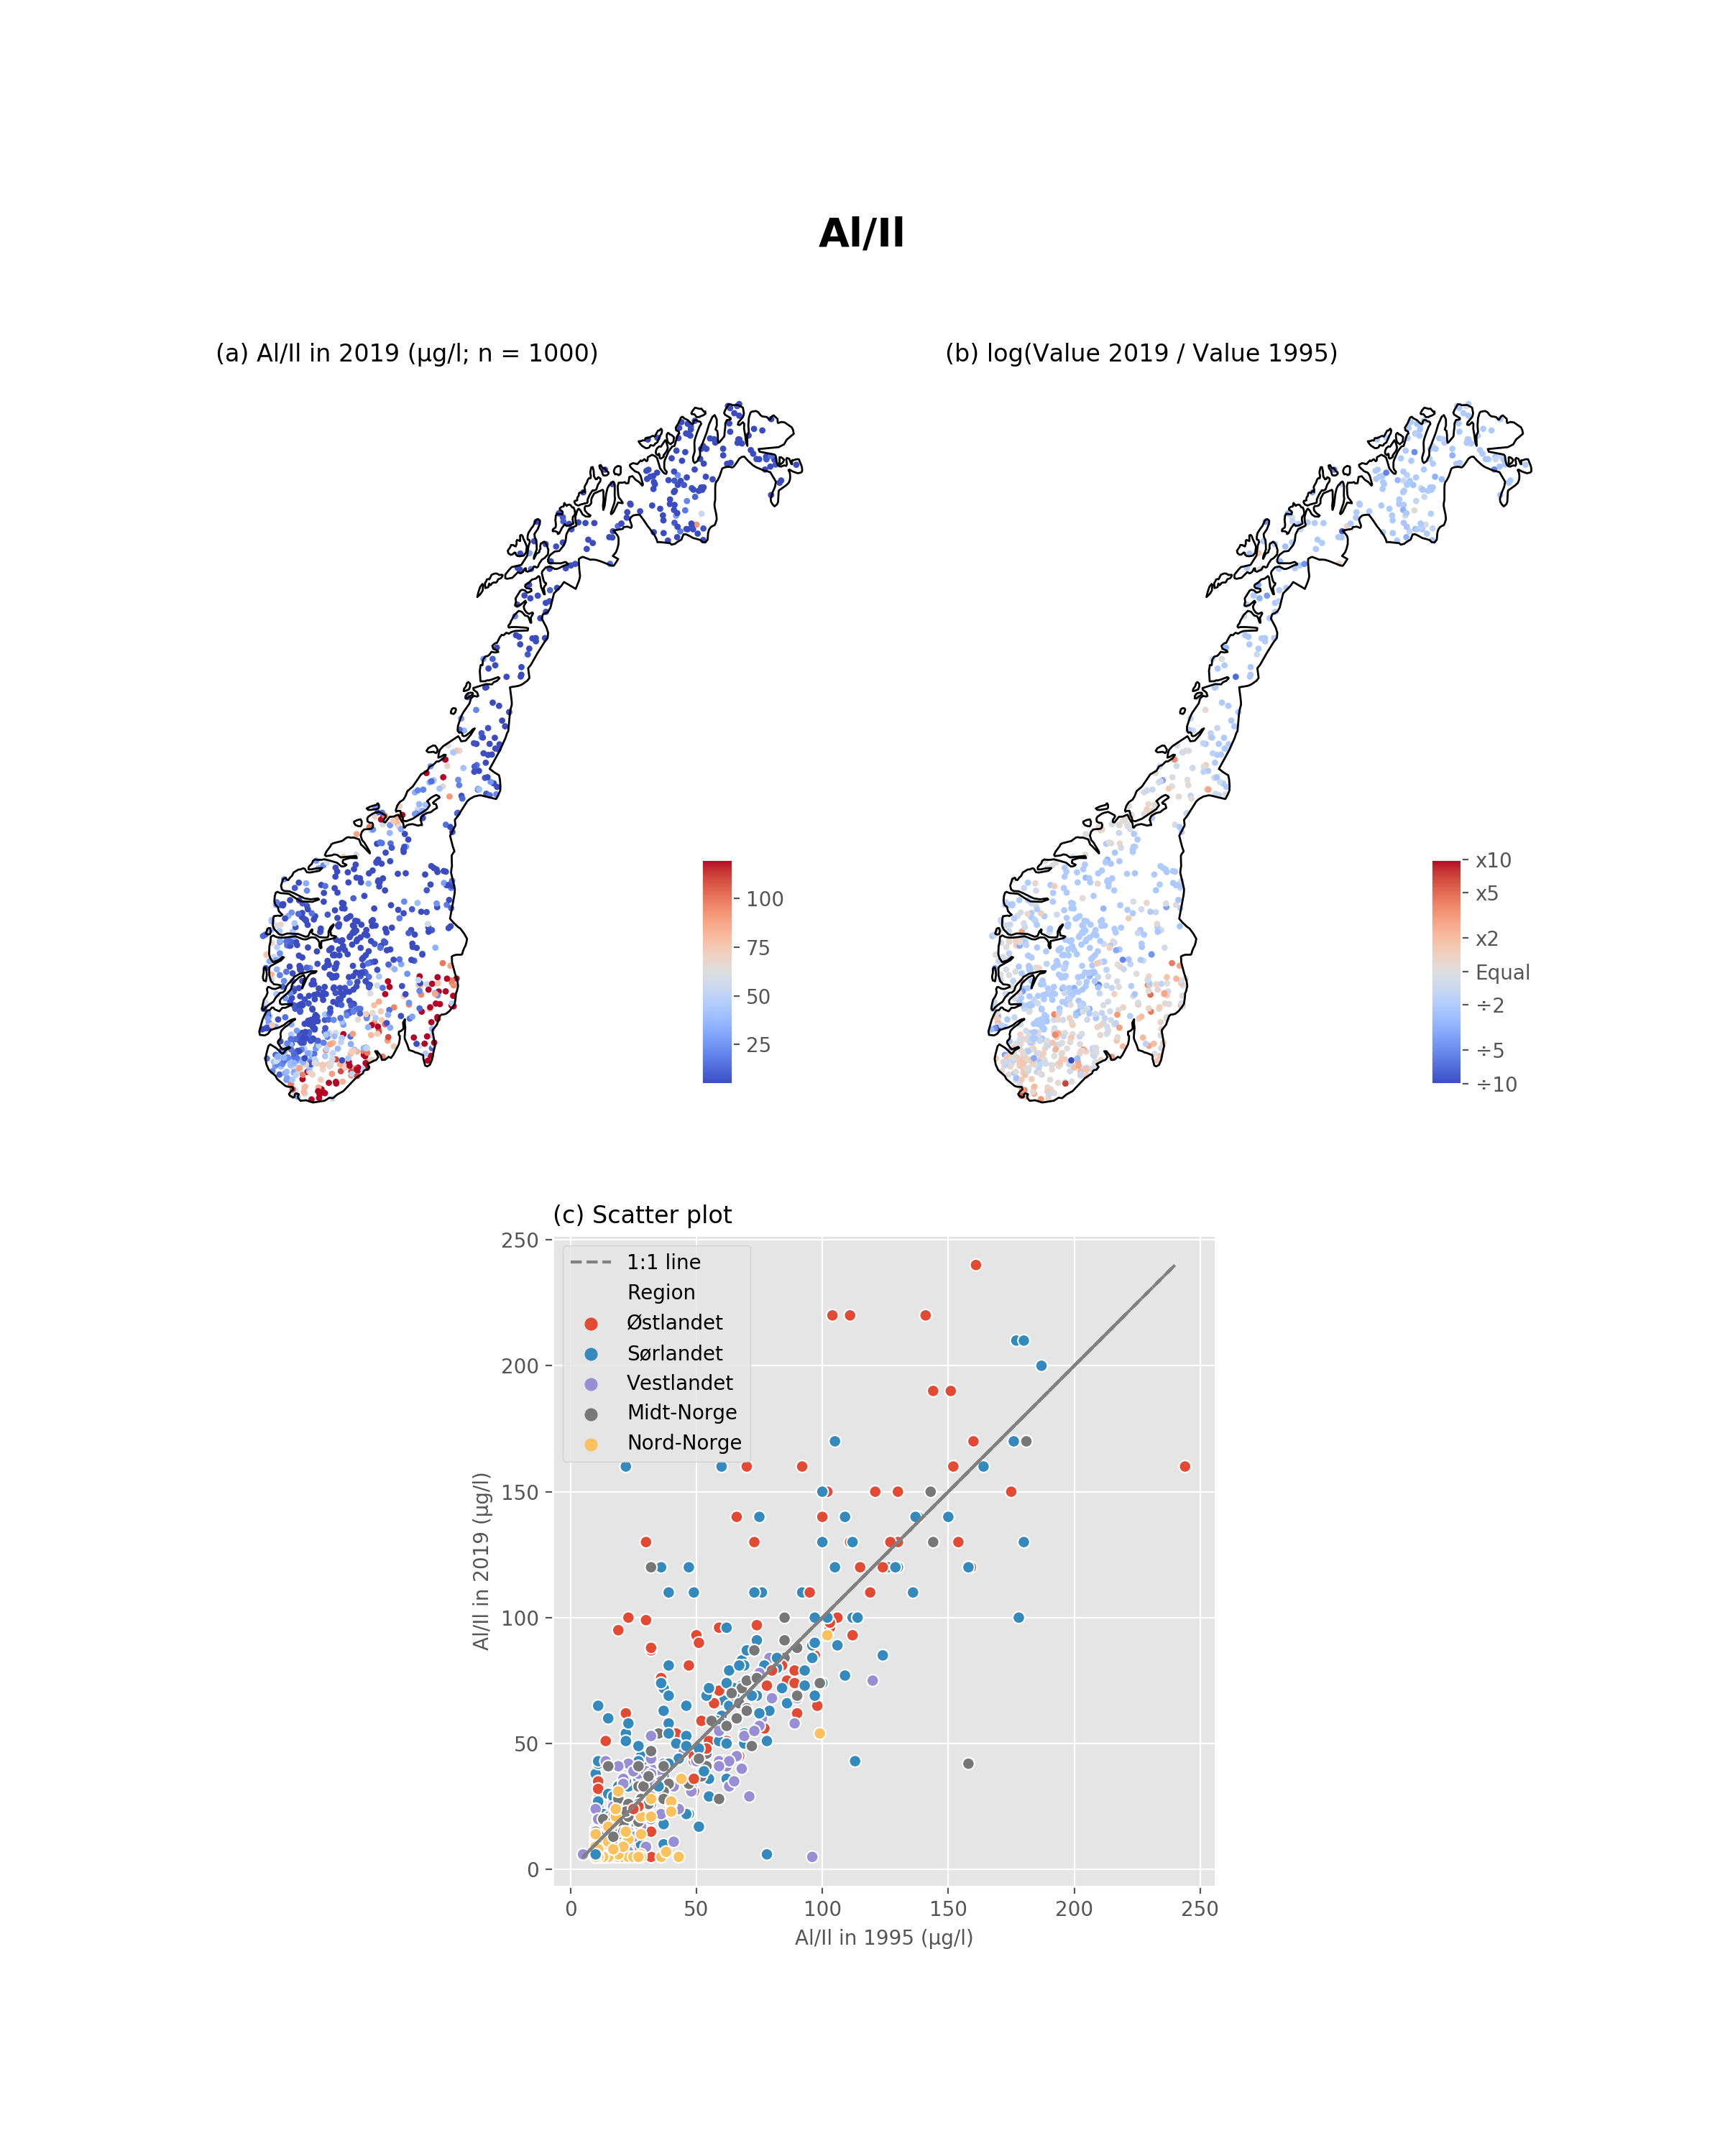 Al/Il
(a) Al/Il in 2019 (µg/l; n = 1000)
(b) log(Value 2019 / Value 1995)
100
75
50
25
x10
x5
x2
Equal
÷2
÷5
÷10
(c) Scatter plot
1:1 line
Region
Østlandet
Sørlandet
Vestlandet
Midt-Norge
Nord-Norge
250
200
150
100
50
0
Al/Il in 2019 (µg/l)
0 50 100 150 200 250
Al/Il in 1995 (µg/l)